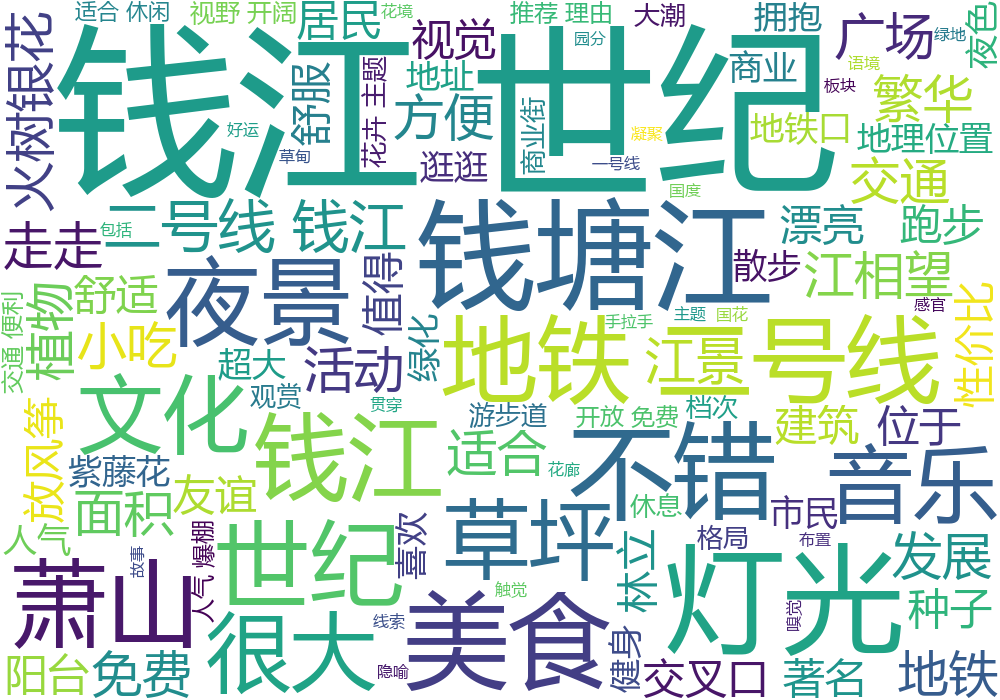 适合 休闲
视野 开阔
居民
花境
视觉
推荐 理由
园分
大潮
拥抱
广场
绿地
夜色
火树银花
钱江世纪
舒服
花卉 主题
地址
方便
商业街
商业
语境
板块
繁华
好运
草甸
逛逛
凝聚
一号线
地铁口
地理位置
国度
交通
走走
包括
二号线
钱江
钱塘江
漂亮
跑步
散步
江相望
感官
夜景
值得
舒适
植物
交通 便利
小吃
绿化
手拉手
主题
国花
地铁
江景
号线
性价比
超大
活动
观赏
贯穿
文化
游步道
开放 免费
档次
建筑
位于
放风筝
紫藤花
钱江
适合
花廊
不错
音乐
面积
友谊
休息
市民
人气
人气 爆棚
故事
世纪
喜欢
草坪
格局
布置
发展
萧山
很大
线索
隐喻
触觉
美食
林立
健身
灯光
嗅觉
种子
阳台
免费
交叉口
著名
地铁